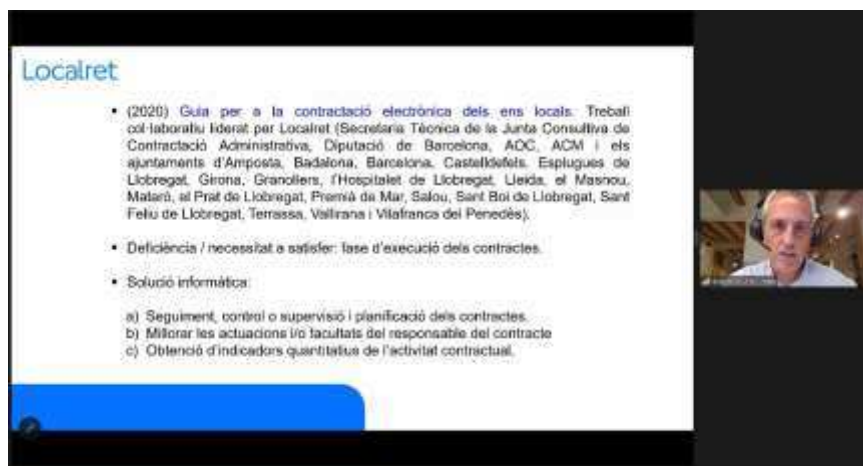 Localret
• (2020) Guia per a la contractació electrònica dels ens locals. Treball
col·laboratiu liderat per Localret (Secretaria Tècnica de la Junta Consultiva de
Contractació Administrativa, Diputació de Barcelona, AOC, ACM i els
ajuntaments d'Amposta, Badalona, Barcelona, Castelldefels, Esplugues de
Llobregat, Girona, Granollers, l'Hospitalet de Llobregat, Lleida, el Masnou,
Mataró, el Prat de Llobregat, Premià de Mar, Salou, Sant Boi de Llobregat, Sant
Feliu de Llobregat, Terrassa, Vallirana i Vilafranca del Penedès).
• Deficiència / necessitat a satisfer: fase d'execució dels contractes.
• Solució informàtica:
a) Seguiment, control o supervisió i planificació dels contractes.
b) Millorar les actuacions i/o facultats del responsable del contracte
c) Obtenció d'indicadors quantitatius de l'activitat contractual.